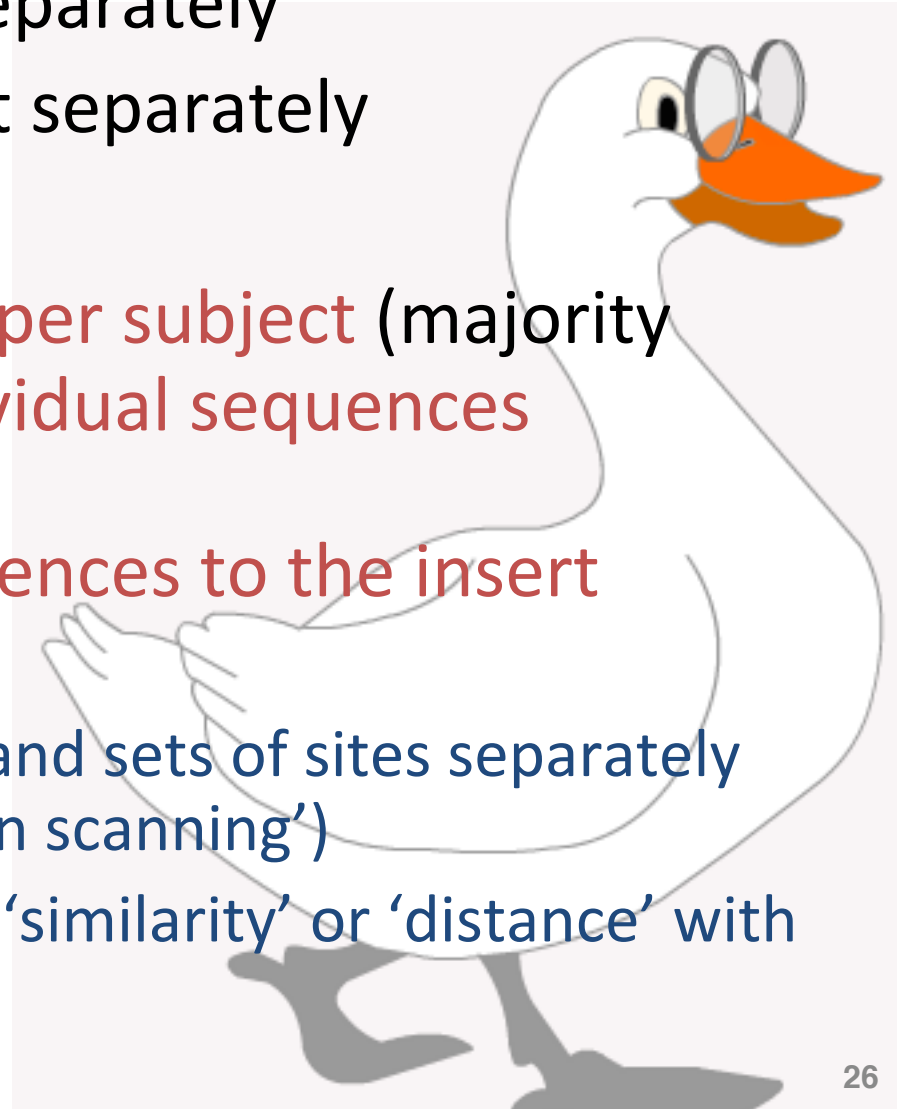 eparately
t separately
per subject (majority
vidual sequences
ences to the insert
and sets of sites separately
n scanning’)
‘similarity’ or ‘distance’ with
26